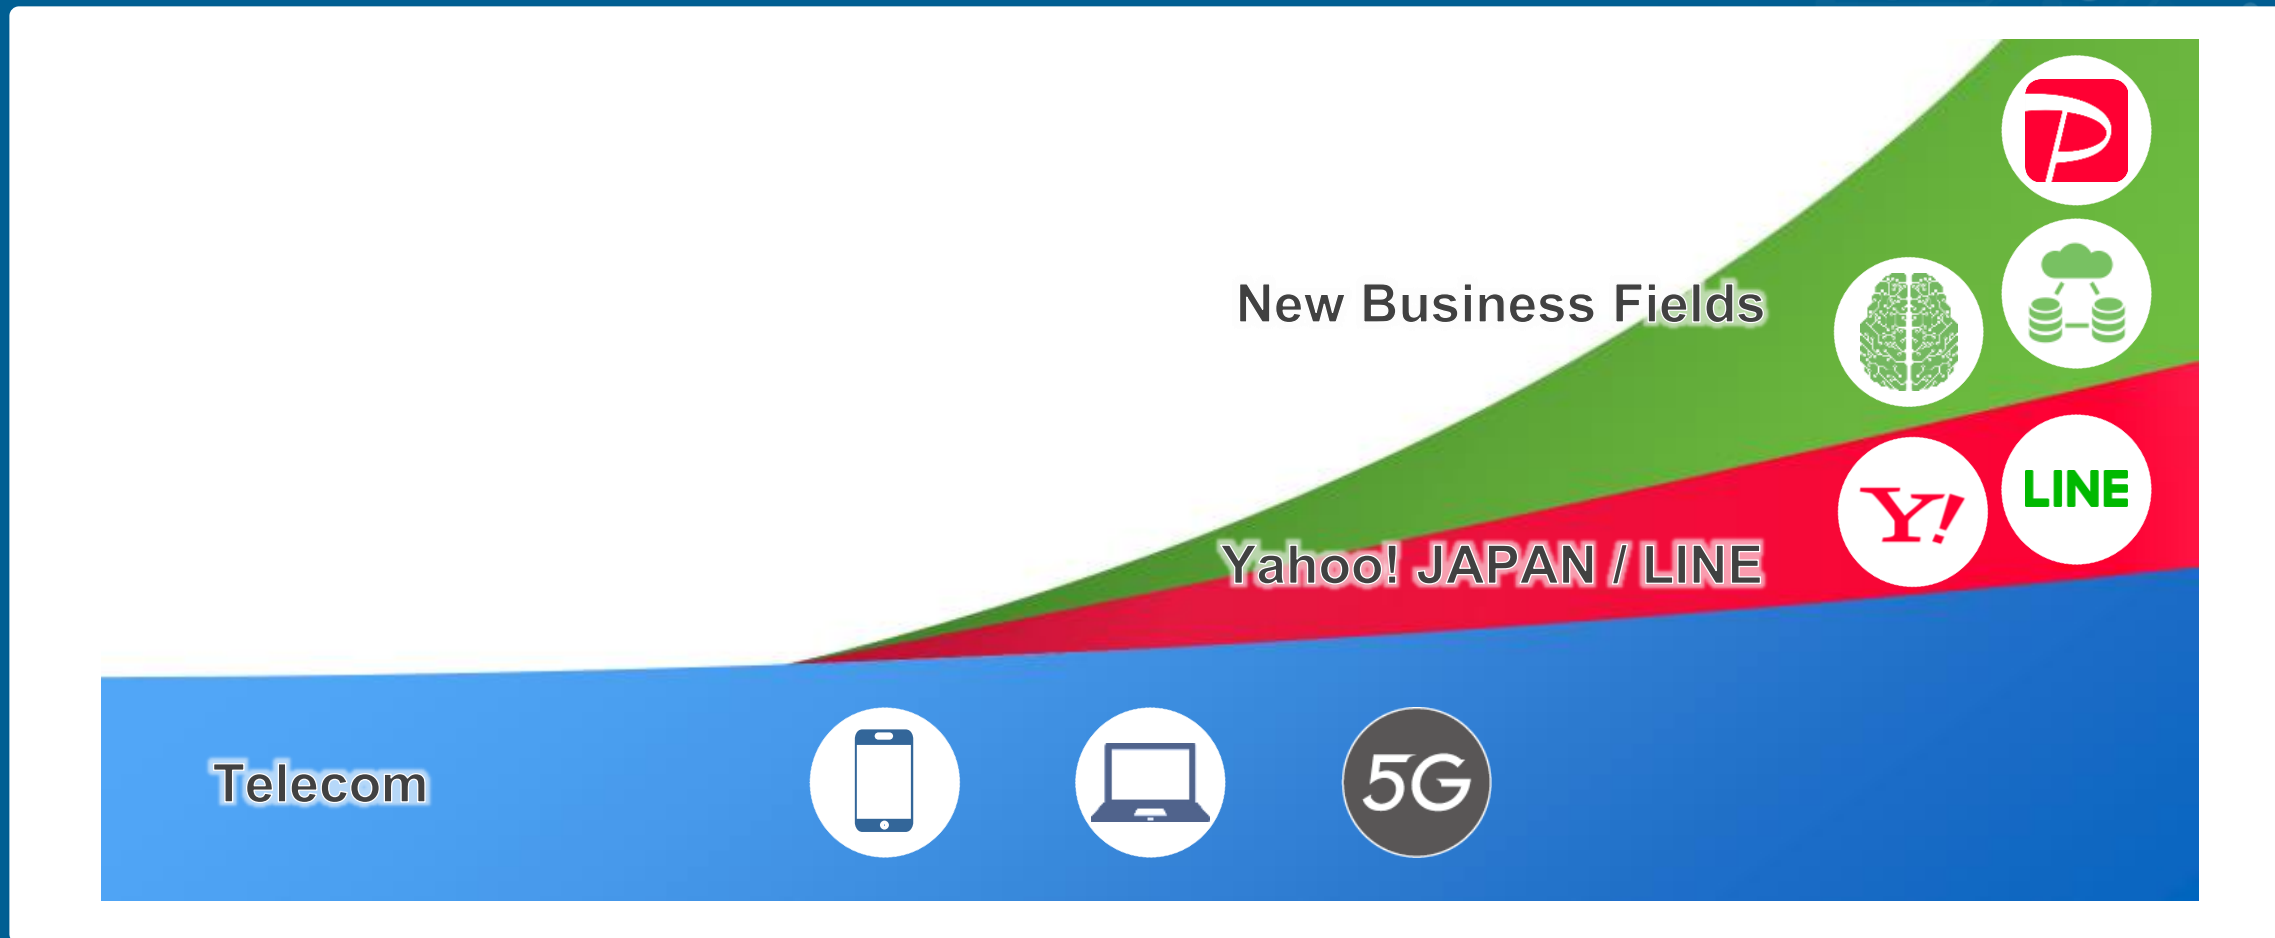 New Business Fields
Yahoo! JAPAN / LINE
Y!
LINE
Telecom
5G
P